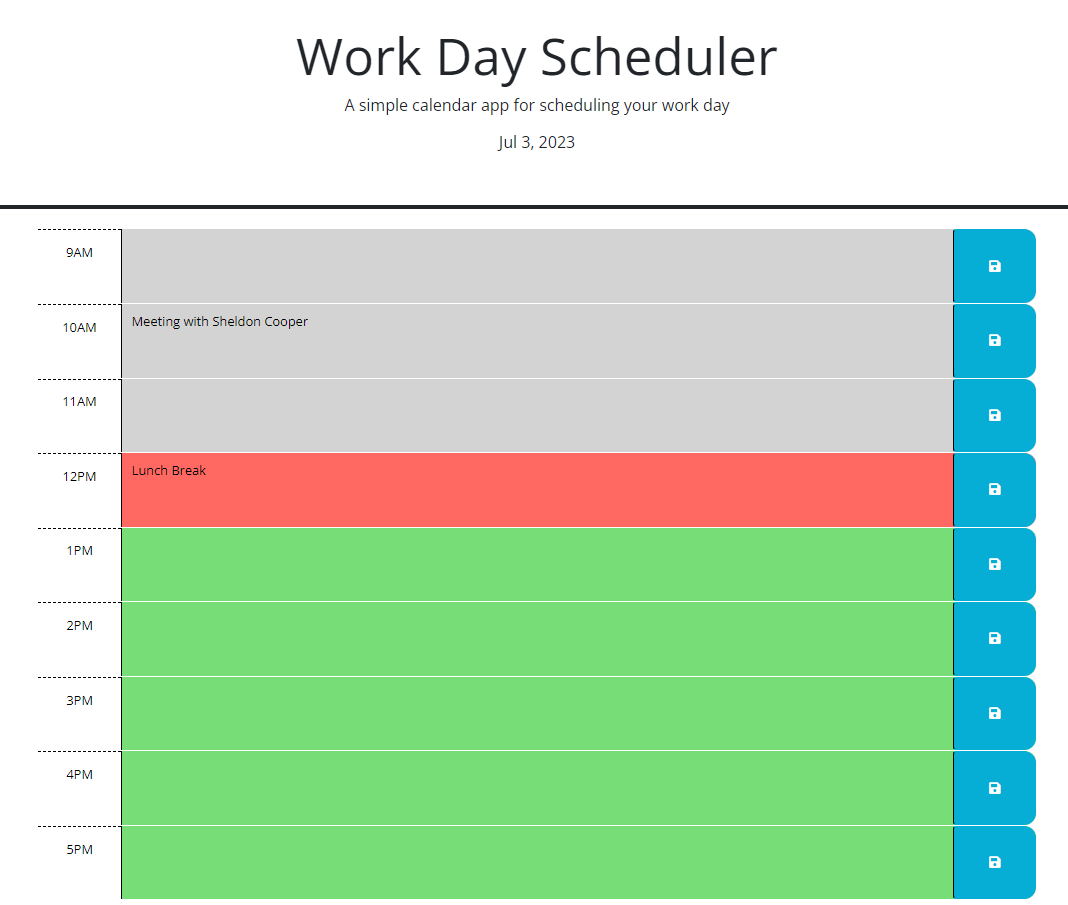 Work Day Scheduler
A simple calendar app for scheduling your work day
Jul 3, 2023
9AM
10AM Meeting with Sheldon Cooper
11AM
12PM Lunch Break
1PM
2PM
3PM
4PM
5PM